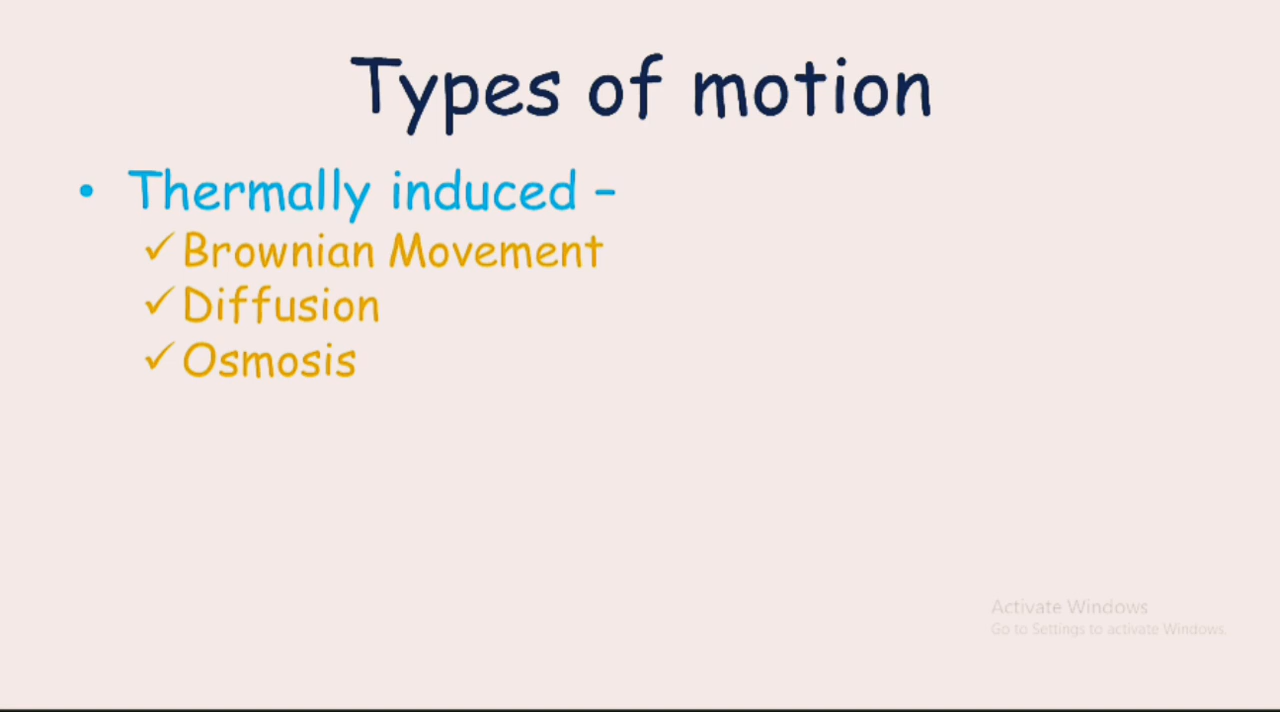 Types of motion
• Thermally induced –
✓ Brownian Movement
✓ Diffusion
✓ Osmosis
Activate Windows
Go to Settings to activate Windows.